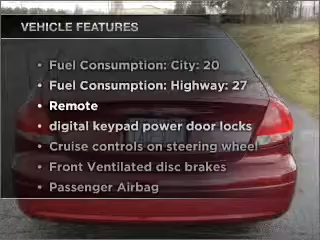 VEHICLE FEATURES
• Fuel Consumption: City: 20
• Fuel Consumption: Highway: 27
• Remote
• digital keypad power door locks
• Cruise controls on steering wheel
• Front Ventilated disc brakes
• Passenger Airbag